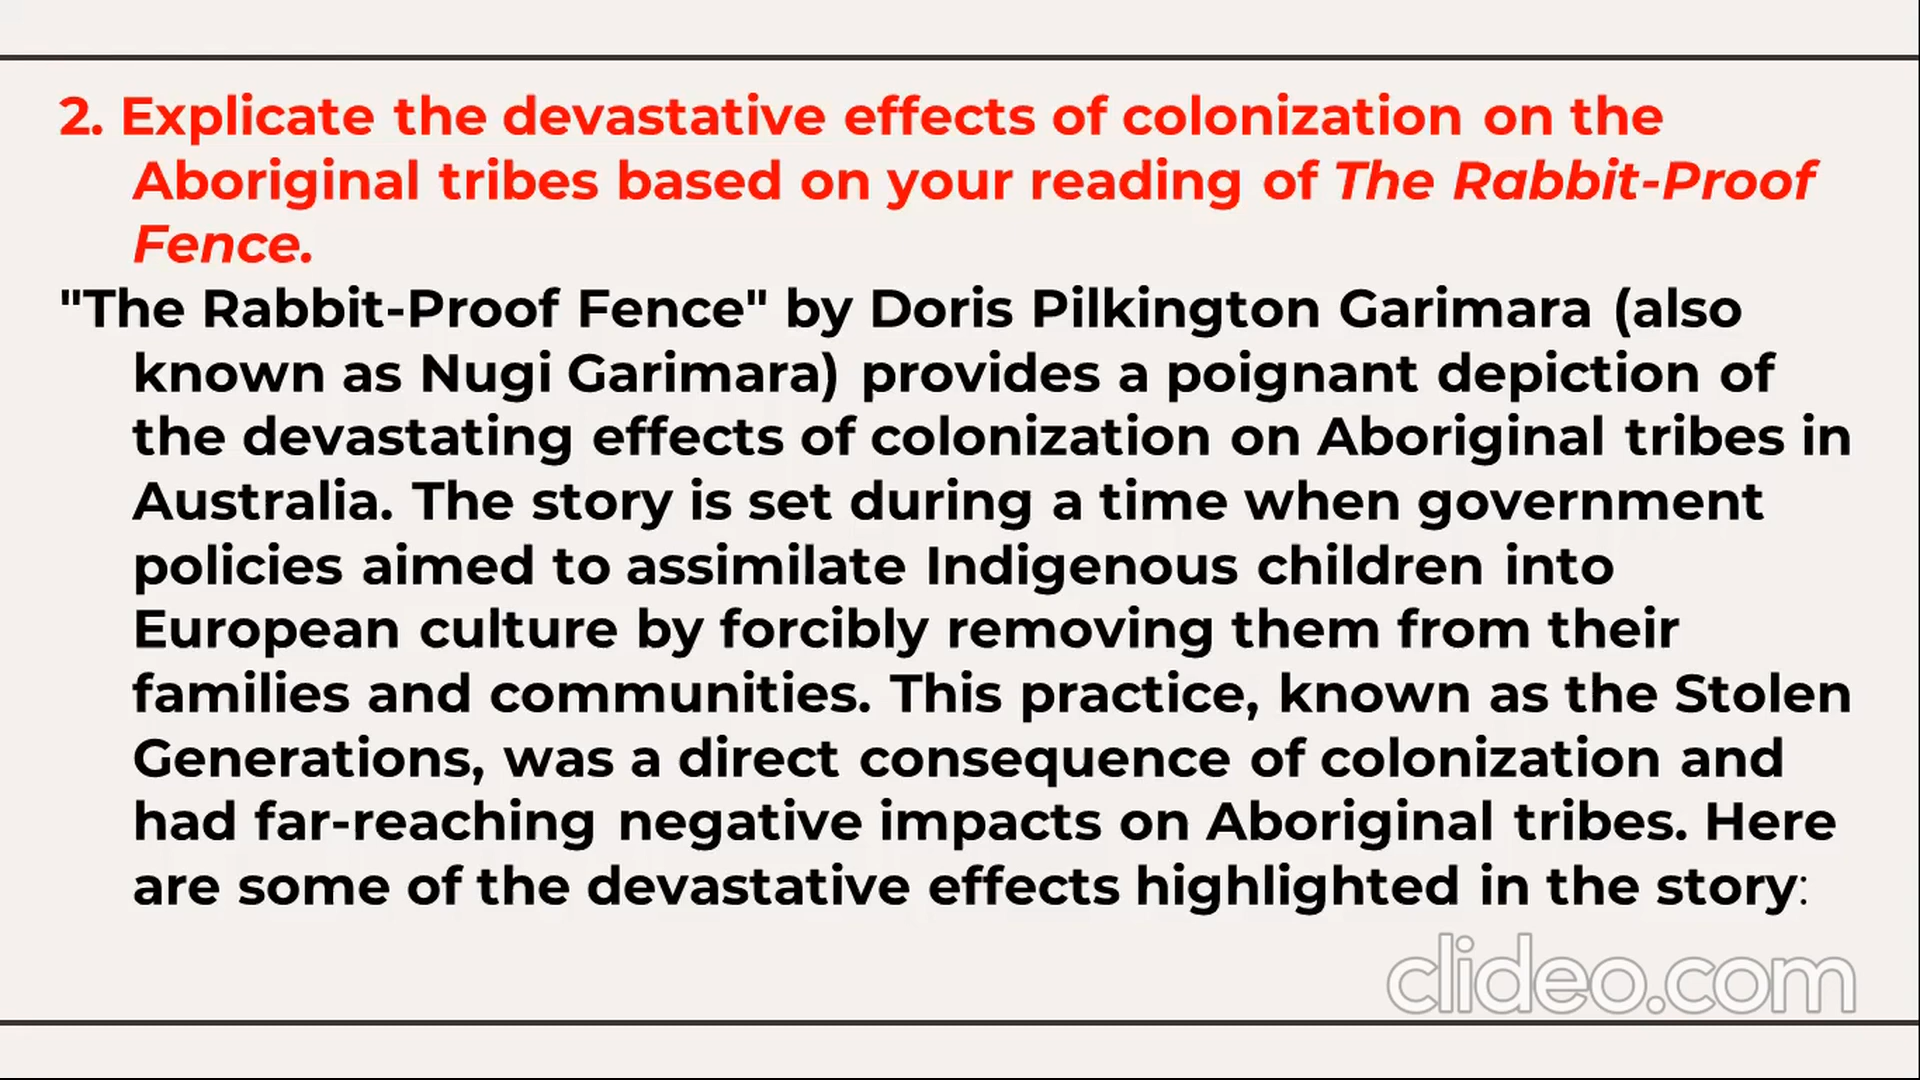 2. Explicate the devastative effects of colonization on the
Aboriginal tribes based on your reading of The Rabbit-Proof
Fence.
"The Rabbit-Proof Fence" by Doris Pilkington Garimara (also
known as Nugi Garimara) provides a poignant depiction of
the devastating effects of colonization on Aboriginal tribes in
Australia. The story is set during a time when government
policies aimed to assimilate Indigenous children into
European culture by forcibly removing them from their
families and communities. This practice, known as the Stolen
Generations, was a direct consequence of colonization and
had far-reaching negative impacts on Aboriginal tribes. Here
are some of the devastative effects highlighted in the story:
clideo.com